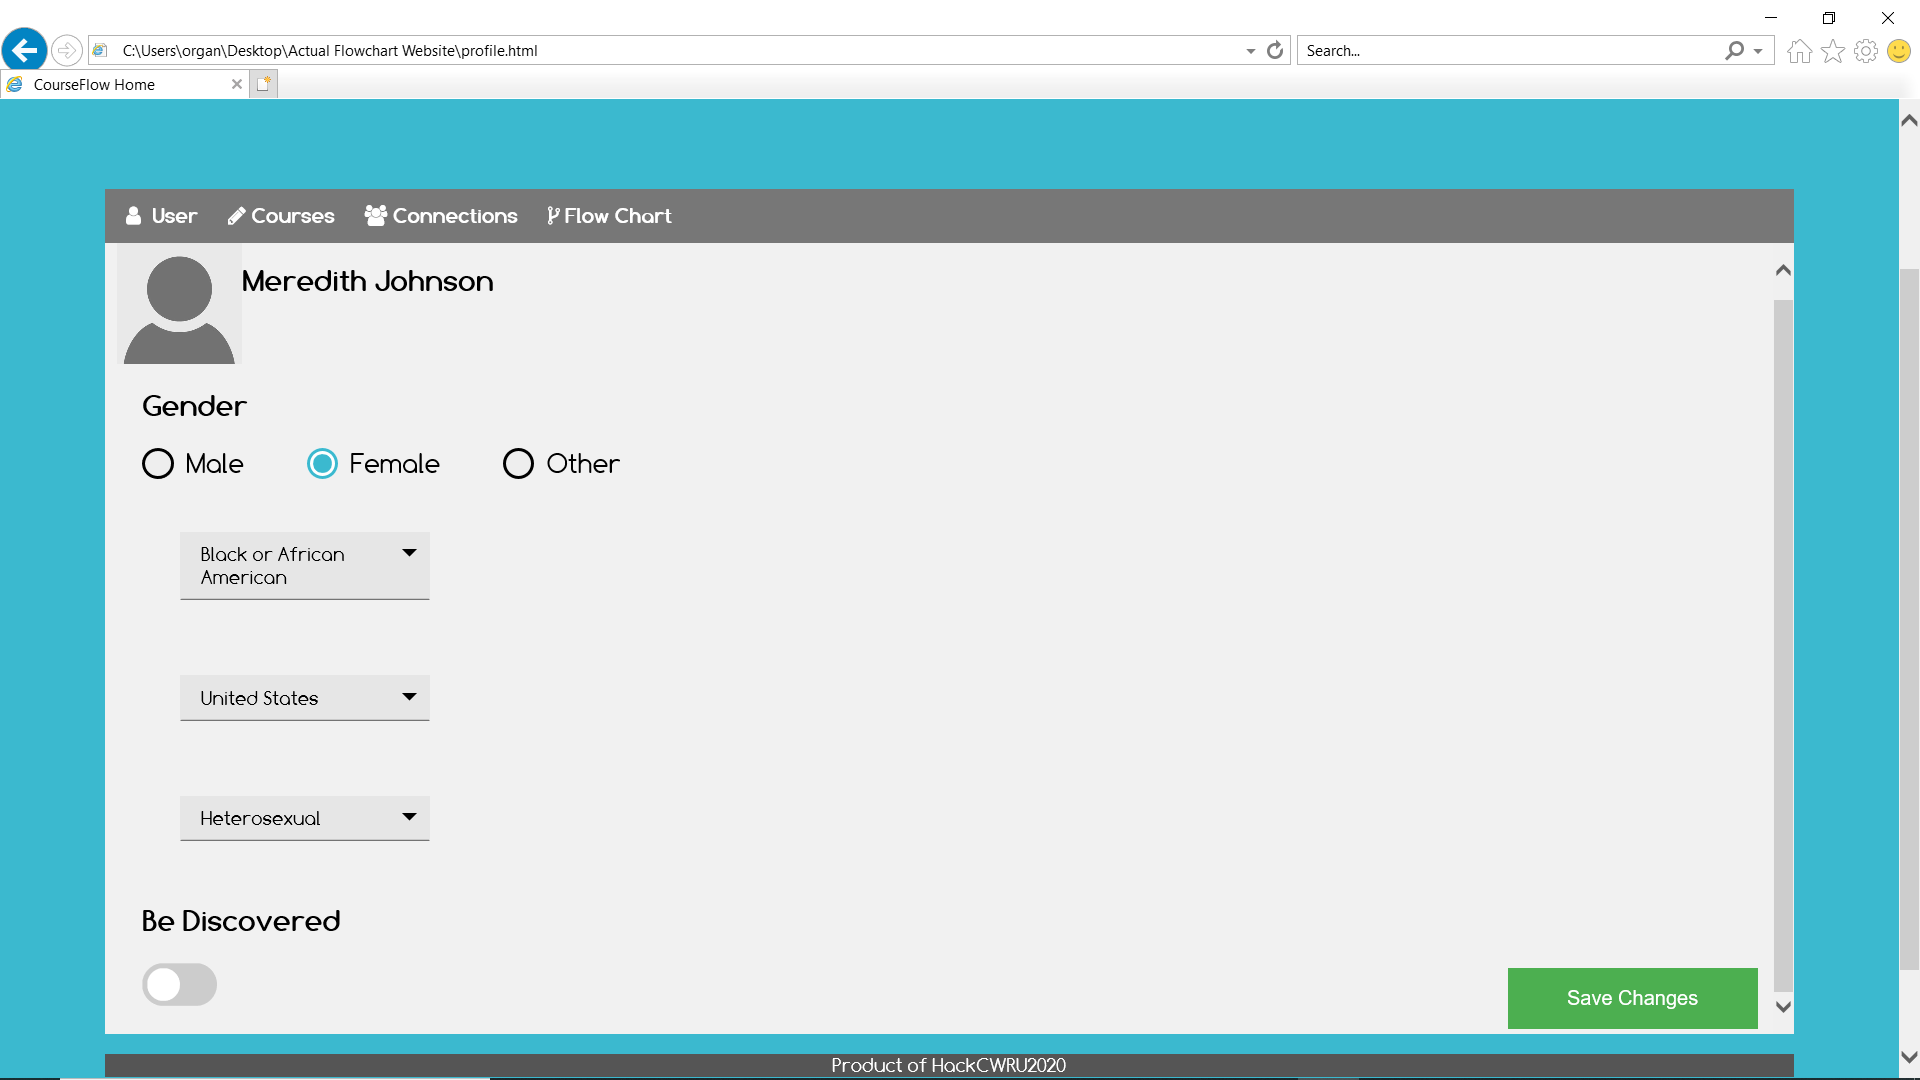 C:\Users\organ\Desktop\Actual Flowchart Website\profile.html
Search...
CourseFlow Home
User Courses Connections Flow Chart
Meredith Johnson
Gender
Male Female Other
Black or African
American
United States
Heterosexual
Be Discovered
Save Changes
Product of HackCWRU2020